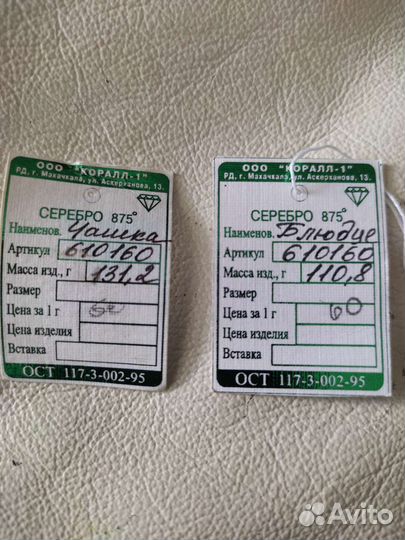 ООО "КОРАЛЛ-1"
РД, г. Махачкала, ул. Аскерханова, 13.
СЕРЕБРО 875°
Наименов. Чашка
Артикул 610160
Масса изд., г 131,2
Размер
Цена за 1 г 60
Цена изделия
Вставка
ОСТ 117-3-002-95
ООО "КОРАЛЛ-1"
РД, г. Махачкала, ул. Аскерханова, 13.
СЕРЕБРО 875°
Наименов. Блюдце
Артикул 610160
Масса изд., г 110,8
Размер
Цена за 1 г 60
Цена изделия
Вставка
ОСТ 117-3-002-95
Avito